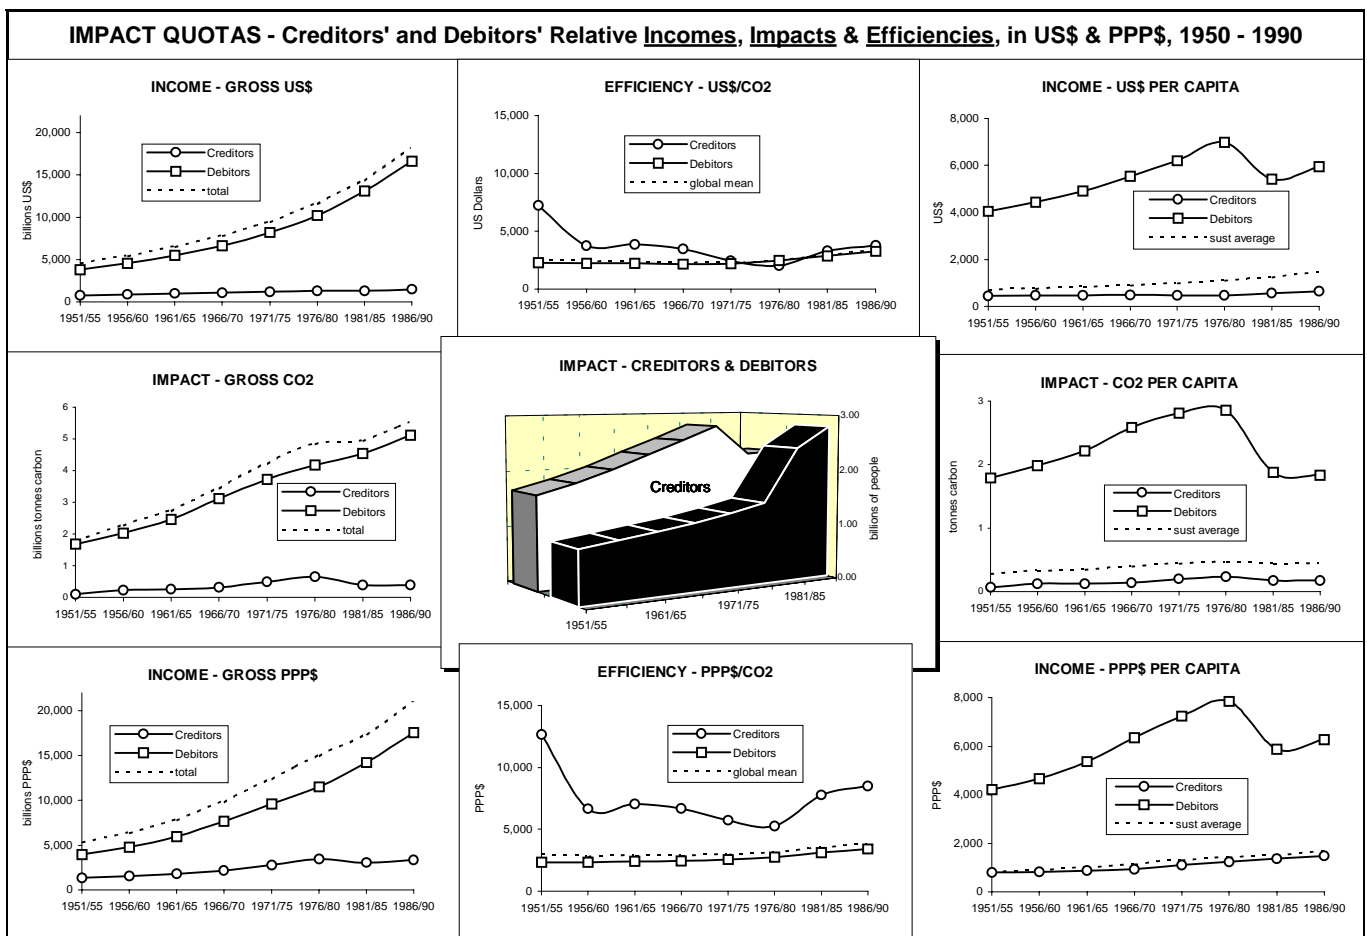 IMPACT QUOTAS - Creditors' and Debitors' Relative Incomes, Impacts & Efficiencies, in US$ & PPP$, 1950 - 1990
INCOME - GROSS US$
billions US$
20,000
15,000
10,000
5,000
0
Creditors
Debitors
total
1951/55 1956/60 1961/65 1966/70 1971/75 1976/80 1981/85 1986/90
EFFICIENCY - US$/CO2
US Dollars
15,000
10,000
5,000
0
Creditors
Debitors
global mean
1951/55 1956/60 1961/65 1966/70 1971/75 1976/80 1981/85 1986/90
INCOME - US$ PER CAPITA
US$
8,000
6,000
4,000
2,000
0
Creditors
Debitors
sust average
1951/55 1956/60 1961/65 1966/70 1971/75 1976/80 1981/85 1986/90
IMPACT - GROSS CO2
billions tonnes carbon
6
5
4
3
2
1
0
Creditors
Debitors
total
1951/55 1956/60 1961/65 1966/70 1971/75 1976/80 1981/85 1986/90
IMPACT - CREDITORS & DEBITORS
Creditors
3.00
2.00
1.00
0.00
billions of people
1951/55 1961/65 1971/75 1981/85
IMPACT - CO2 PER CAPITA
tonnes carbon
3
2
1
0
Creditors
Debitors
sust average
1951/55 1956/60 1961/65 1966/70 1971/75 1976/80 1981/85 1986/90
INCOME - GROSS PPP$
billions PPP$
20,000
15,000
10,000
5,000
0
Creditors
Debitors
total
1951/55 1956/60 1961/65 1966/70 1971/75 1976/80 1981/85 1986/90
EFFICIENCY - PPP$/CO2
PPP$
15,000
10,000
5,000
0
Creditors
Debitors
global mean
1951/55 1956/60 1961/65 1966/70 1971/75 1976/80 1981/85 1986/90
INCOME - PPP$ PER CAPITA
PPP$
8,000
6,000
4,000
2,000
0
Creditors
Debitors
sust average
1951/55 1956/60 1961/65 1966/70 1971/75 1976/80 1981/85 1986/90